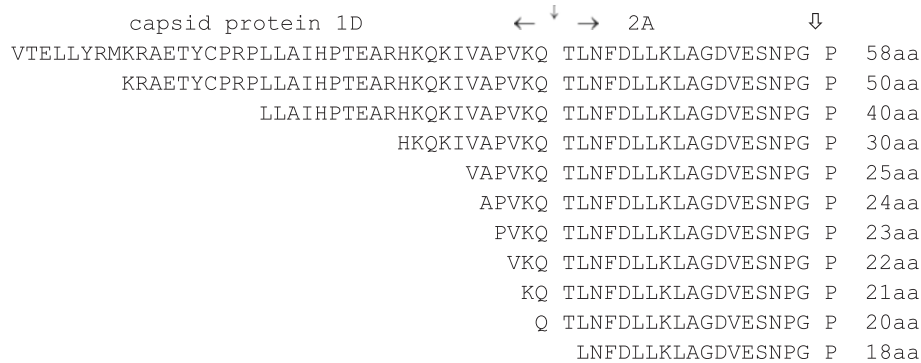 capsid protein 1D ← ↓ → 2A ⇩
VTELLYRMKRAETYCPRPLLAIHPTEARHKQKIVAPVKQ TLNFDLLKLAGDVESNPG P 58aa
KRAETYCPRPLLAIHPTEARHKQKIVAPVKQ TLNFDLLKLAGDVESNPG P 50aa
LLAIHPTEARHKQKIVAPVKQ TLNFDLLKLAGDVESNPG P 40aa
HKQKIVAPVKQ TLNFDLLKLAGDVESNPG P 30aa
VAPVKQ TLNFDLLKLAGDVESNPG P 25aa
APVKQ TLNFDLLKLAGDVESNPG P 24aa
PVKQ TLNFDLLKLAGDVESNPG P 23aa
VKQ TLNFDLLKLAGDVESNPG P 22aa
KQ TLNFDLLKLAGDVESNPG P 21aa
Q TLNFDLLKLAGDVESNPG P 20aa
LNFDLLKLAGDVESNPG P 18aa